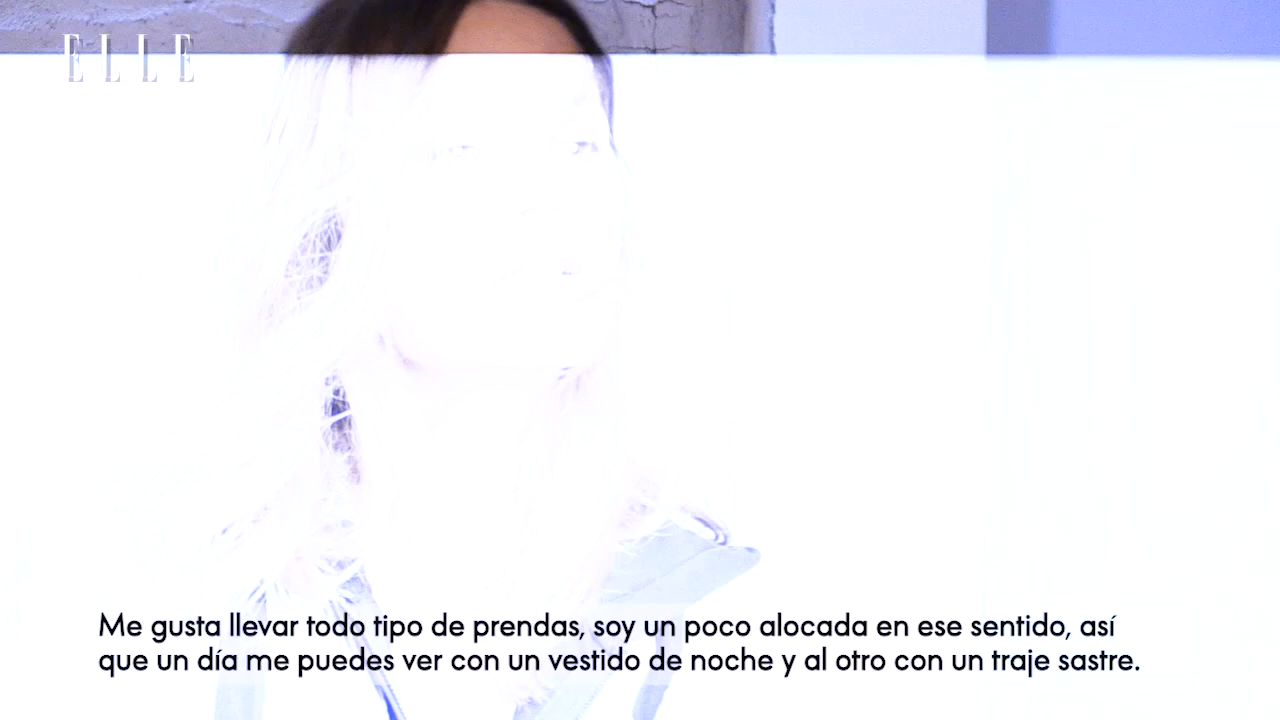 ELLE
Me gusta llevar todo tipo de prendas, soy un poco alocada en ese sentido, así
que un día me puedes ver con un vestido de noche y al otro con un traje sastre.